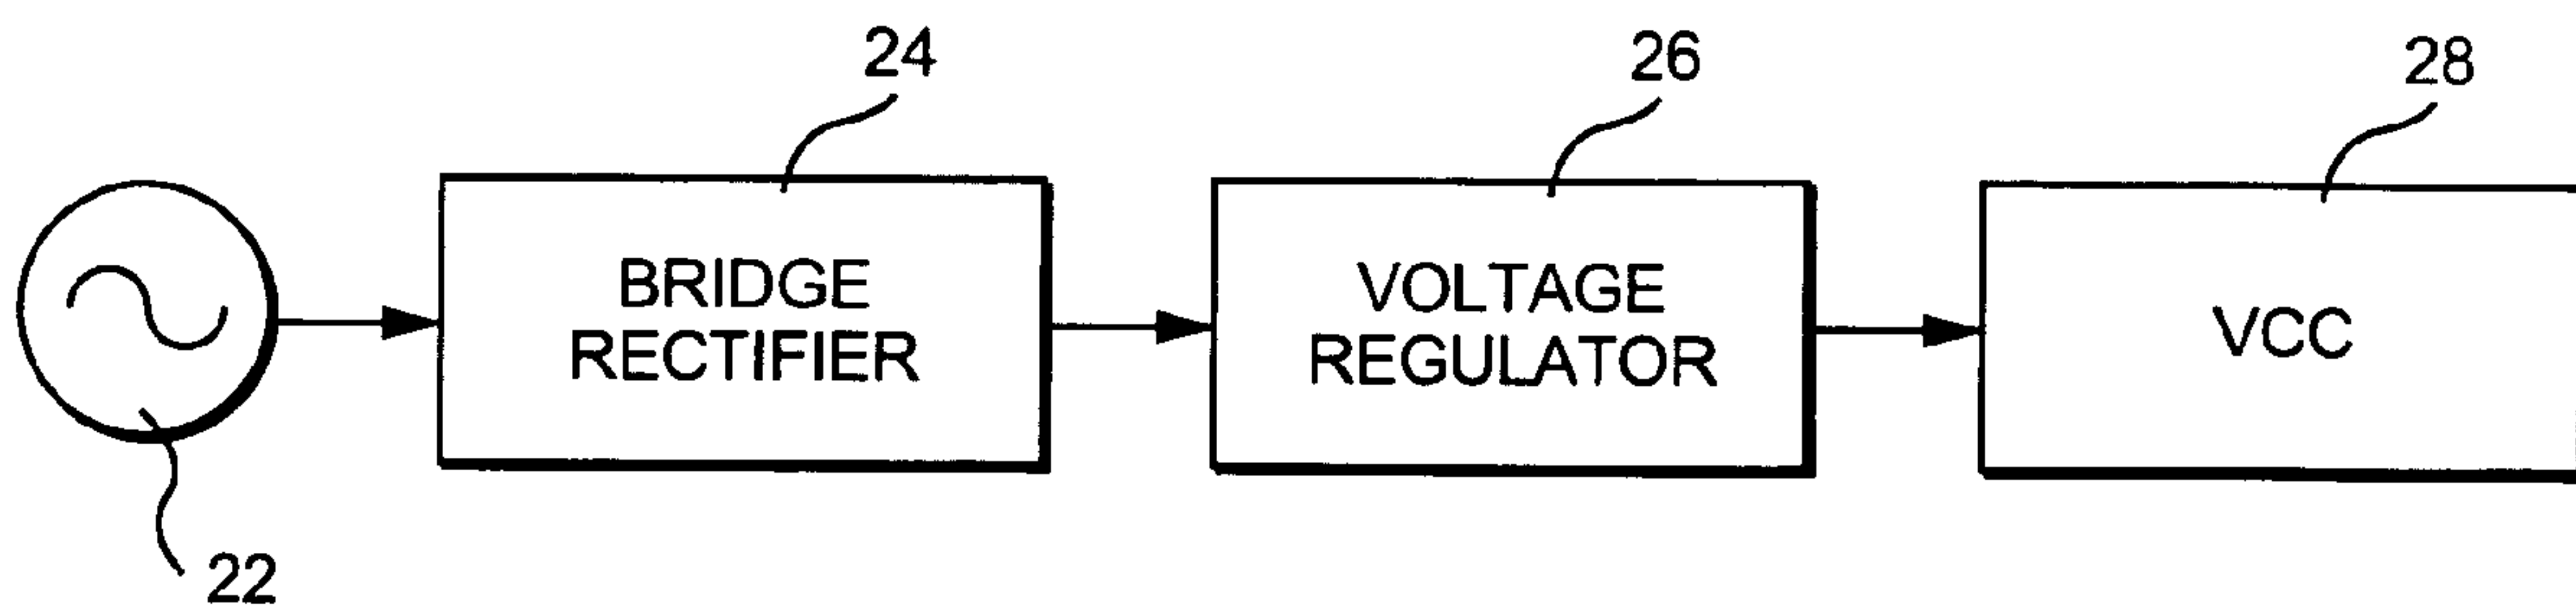 24
26
28
BRIDGE
RECTIFIER
VOLTAGE
REGULATOR
VCC
22